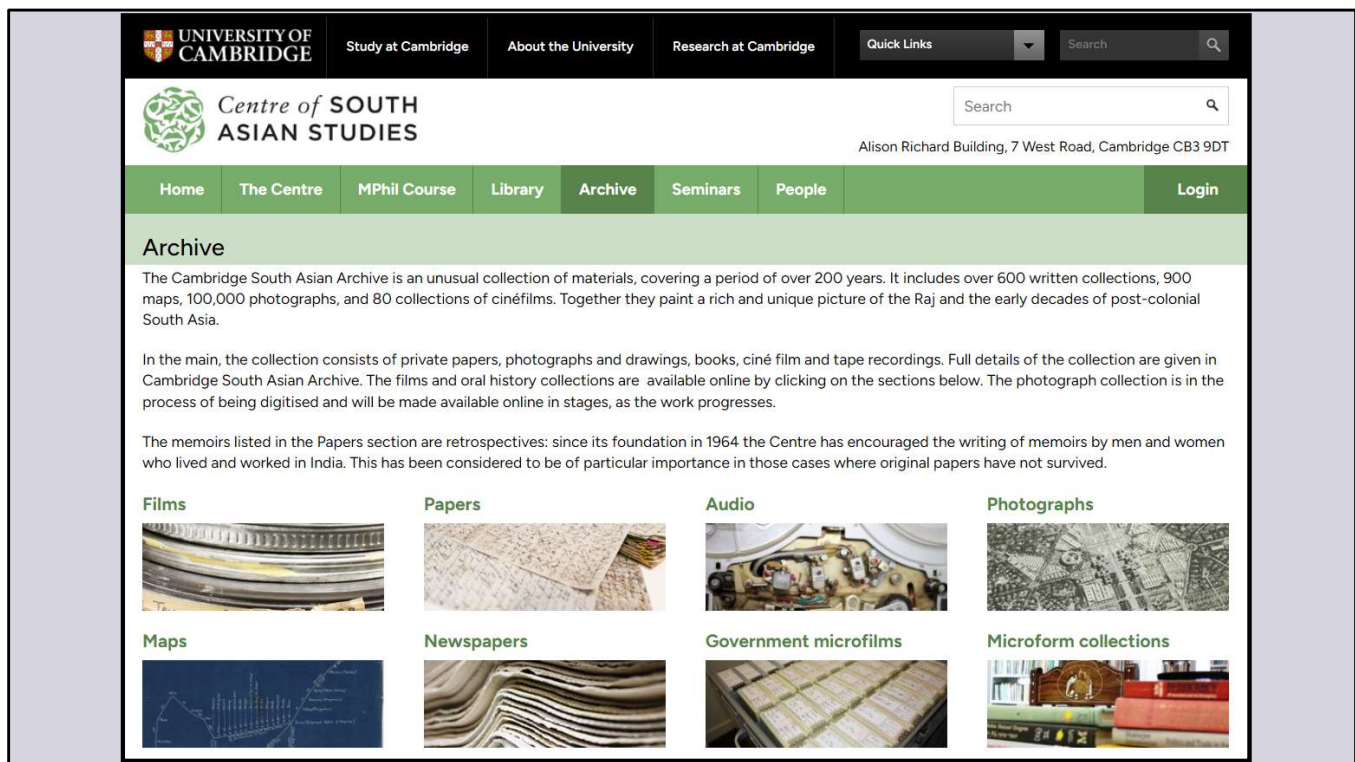 UNIVERSITY OF
CAMBRIDGE
Study at Cambridge
About the University
Research at Cambridge
Quick Links
Search
Centre of SOUTH
ASIAN STUDIES
Search
Alison Richard Building, 7 West Road, Cambridge CB3 9DT
Home
The Centre
MPhil Course
Library
Archive
Seminars
People
Login
Archive
The Cambridge South Asian Archive is an unusual collection of materials, covering a period of over 200 years. It includes over 600 written collections, 900
maps, 100,000 photographs, and 80 collections of cinéfilms. Together they paint a rich and unique picture of the Raj and the early decades of post-colonial
South Asia.
In the main, the collection consists of private papers, photographs and drawings, books, ciné film and tape recordings. Full details of the collection are given in
Cambridge South Asian Archive. The films and oral history collections are available online by clicking on the sections below. The photograph collection is in the
process of being digitised and will be made available online in stages, as the work progresses.
The memoirs listed in the Papers section are retrospectives: since its foundation in 1964 the Centre has encouraged the writing of memoirs by men and women
who lived and worked in India. This has been considered to be of particular importance in those cases where original papers have not survived.
Films
Papers
Audio
Photographs
Maps
Newspapers
Government microfilms
Microform collections